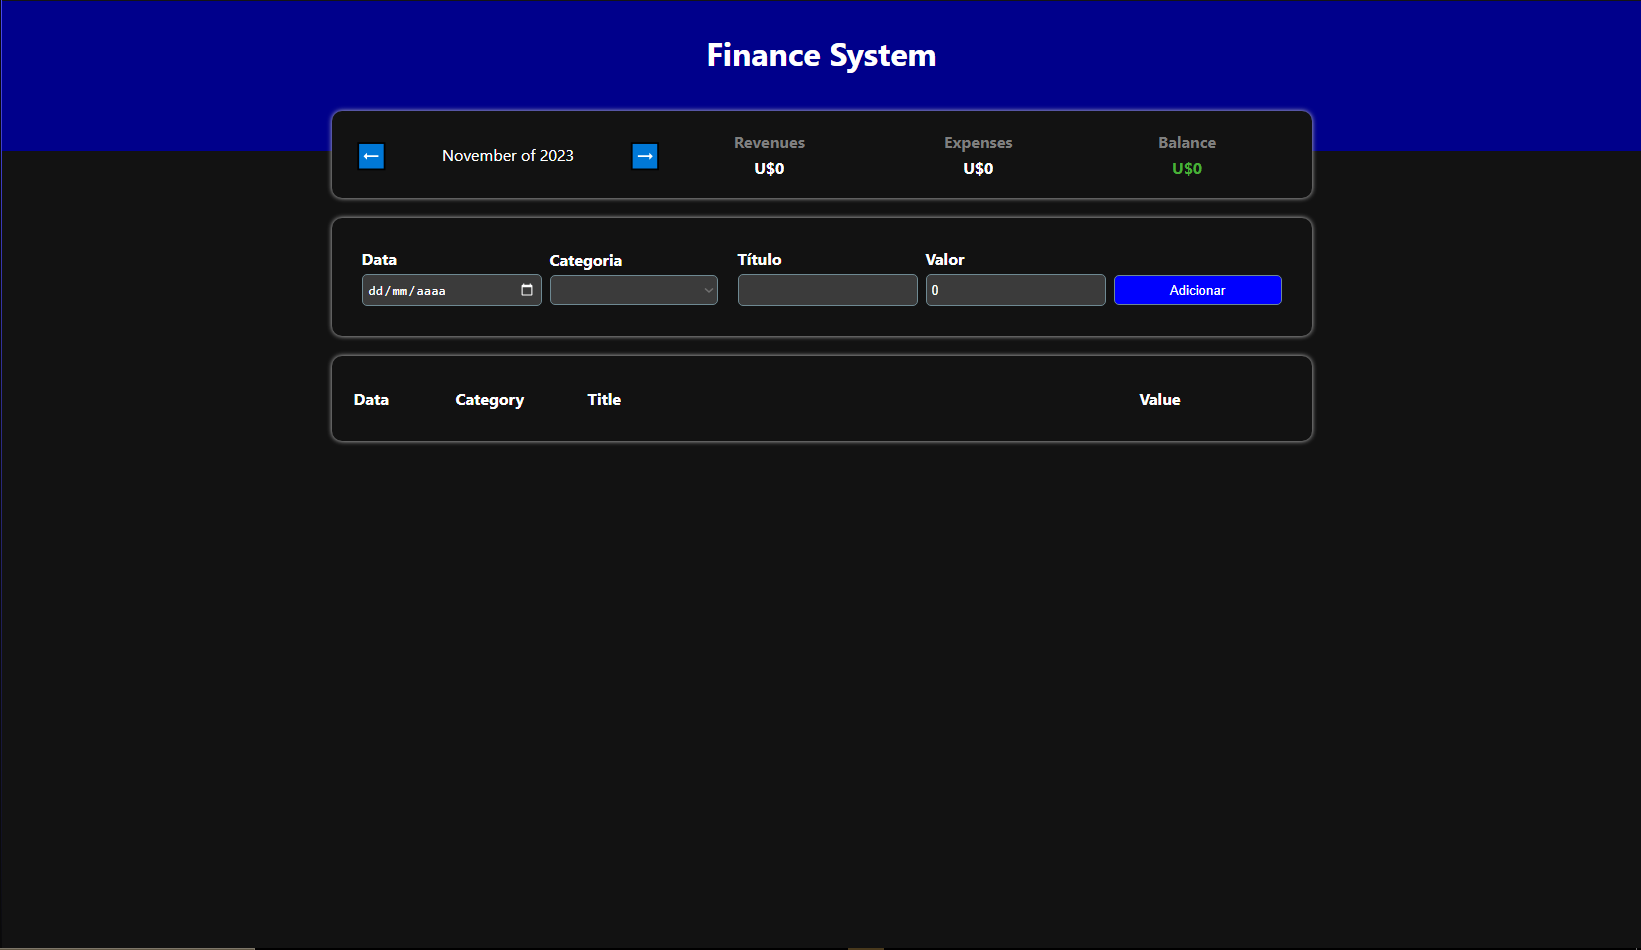 Finance System
← November of 2023 → Revenues Expenses Balance
U$0 U$0 U$0
Data Categoria Título Valor
dd/mm/aaaa 0 Adicionar
Data Category Title Value